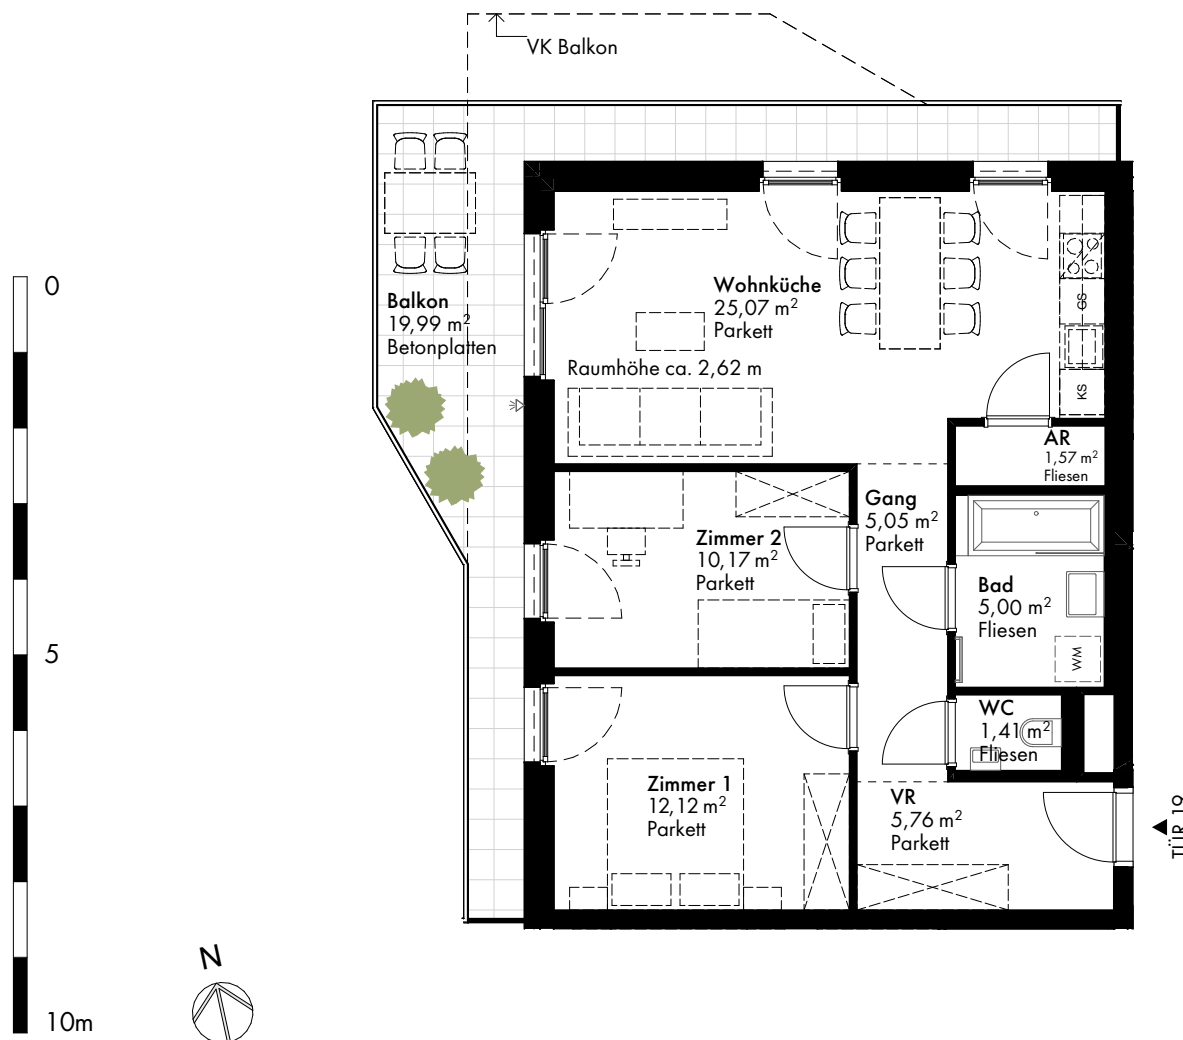 VK Balkon
0
5
10m
N
Balkon
19,99 m²
Betonplatten
Wohnküche
25,07 m²
Parkett
Raumhöhe ca. 2,62 m
GS
KS
AR
1,57 m²
Fliesen
Gang
5,05 m²
Parkett
Zimmer 2
10,17 m²
Parkett
Bad
5,00 m²
Fliesen
WM
WC
1,41 m²
Fliesen
Zimmer 1
12,12 m²
Parkett
VR
5,76 m²
Parkett
TÜR 19